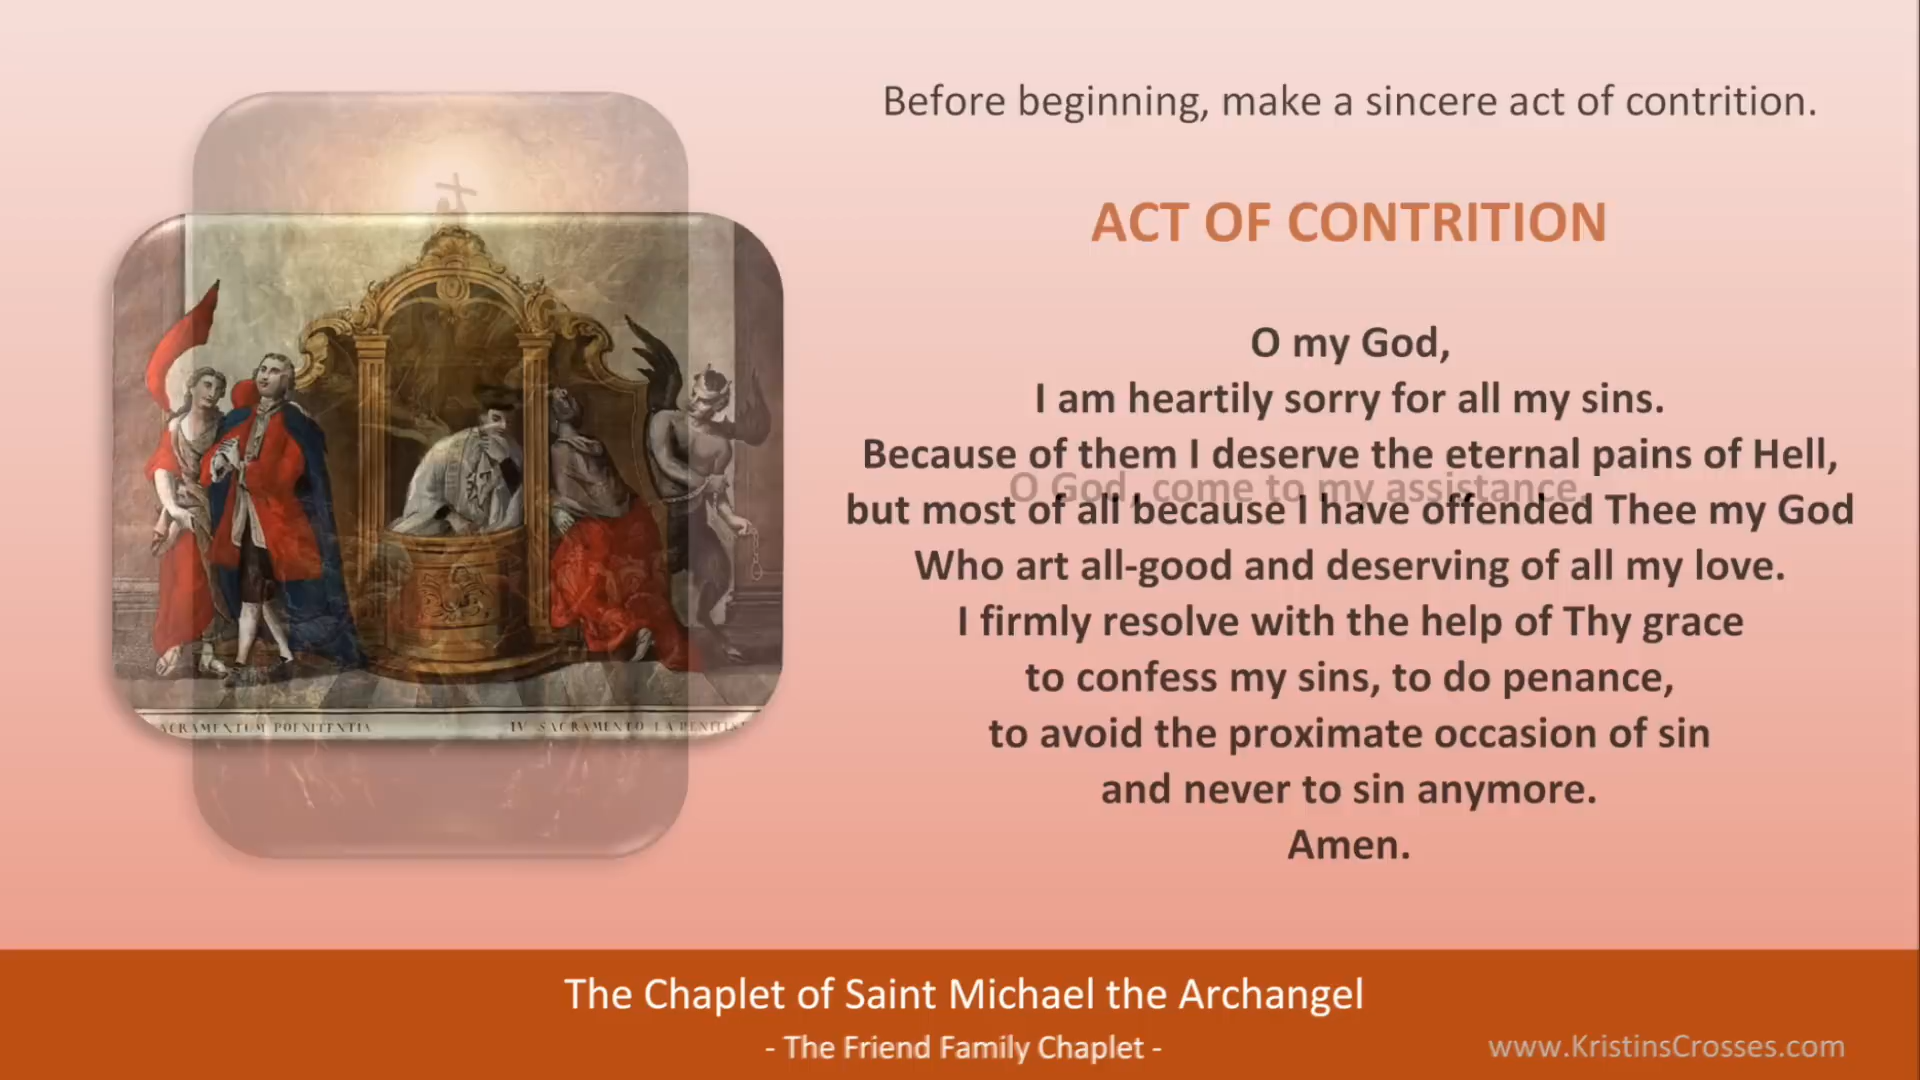 Before beginning, make a sincere act of contrition.
ACT OF CONTRITION
O my God,
I am heartily sorry for all my sins.
Because of them I deserve the eternal pains of Hell,
O God, come to my assistance.
but most of all because I have offended Thee my God
Who art all-good and deserving of all my love.
I firmly resolve with the help of Thy grace
to confess my sins, to do penance,
to avoid the proximate occasion of sin
and never to sin anymore.
Amen.
POENITENTIA
IV SACRAMENTO LA
The Chaplet of Saint Michael the Archangel
- The Friend Family Chaplet -
www.KristinsCrosses.com